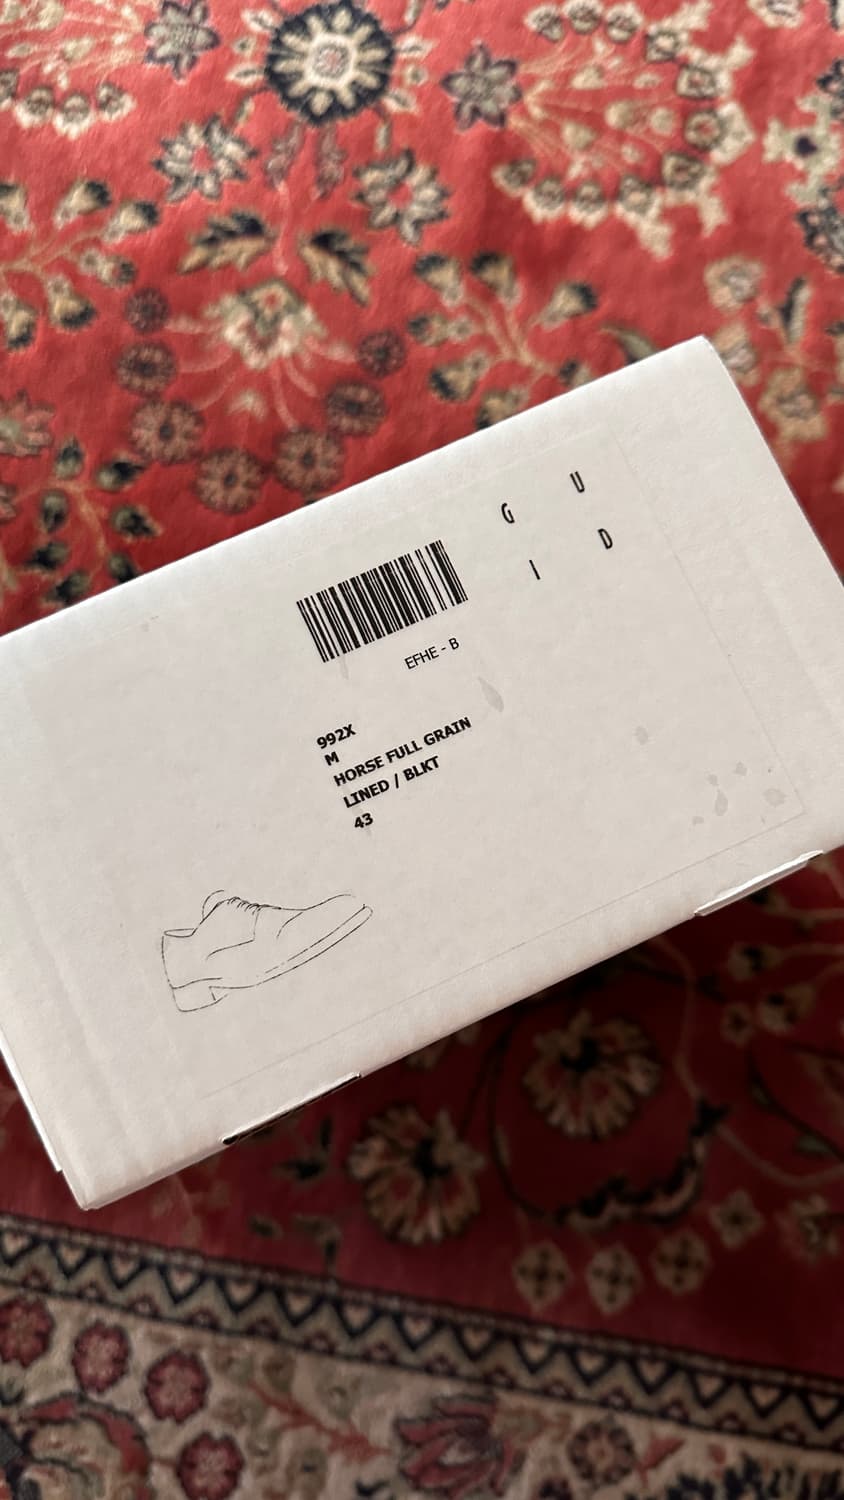 G U
I D
EFHE - B
992X
M
HORSE FULL GRAIN
LINED / BLKT
43